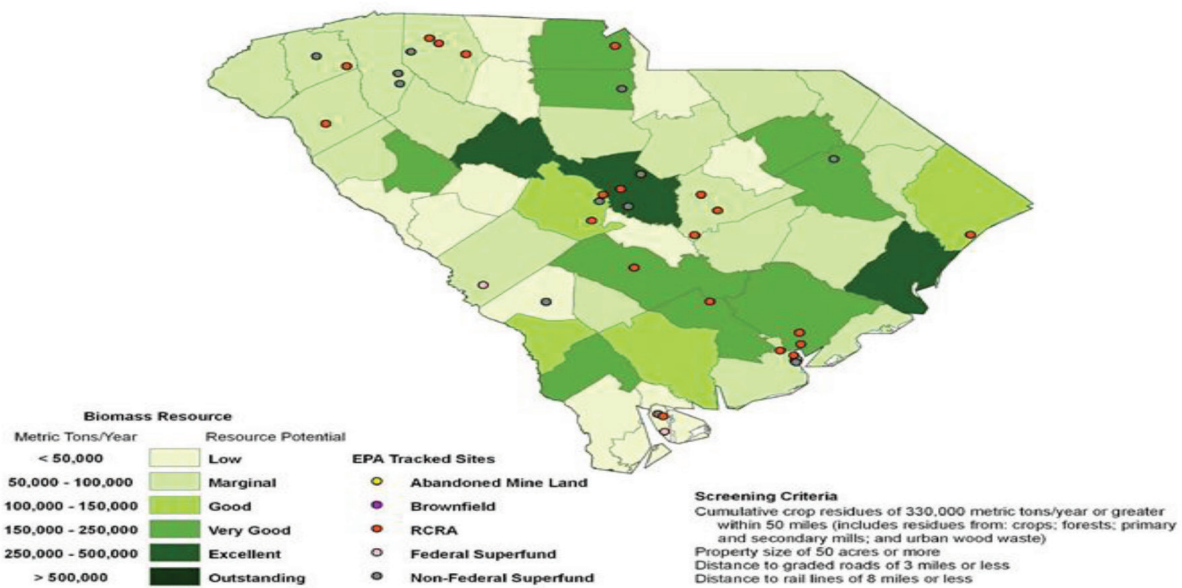 Biomass Resource
Metric Tons/Year Resource Potential
< 50,000 Low
50,000 - 100,000 Marginal
100,000 - 150,000 Good
150,000 - 250,000 Very Good
250,000 - 500,000 Excellent
> 500,000 Outstanding
EPA Tracked Sites
Abandoned Mine Land
Brownfield
RCRA
Federal Superfund
Non-Federal Superfund
Screening Criteria
Cumulative crop residues of 330,000 metric tons/year or greater
within 50 miles (includes residues from: crops; forests; primary
and secondary mills; and urban wood waste)
Property size of 50 acres or more
Distance to graded roads of 3 miles or less
Distance to rail lines of 8 miles or less